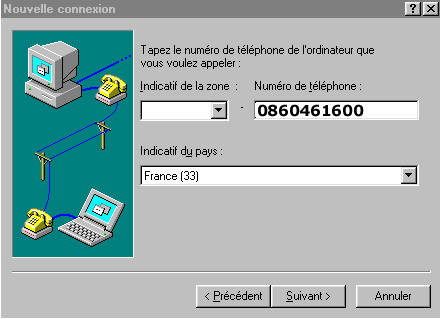 Nouvelle connexion
Tapez le numéro de téléphone de l'ordinateur que
vous voulez appeler :
Indicatif de la zone :
Numéro de téléphone :
- 0860461600
Indicatif du pays :
France (33)
< Précédent
Suivant >
Annuler